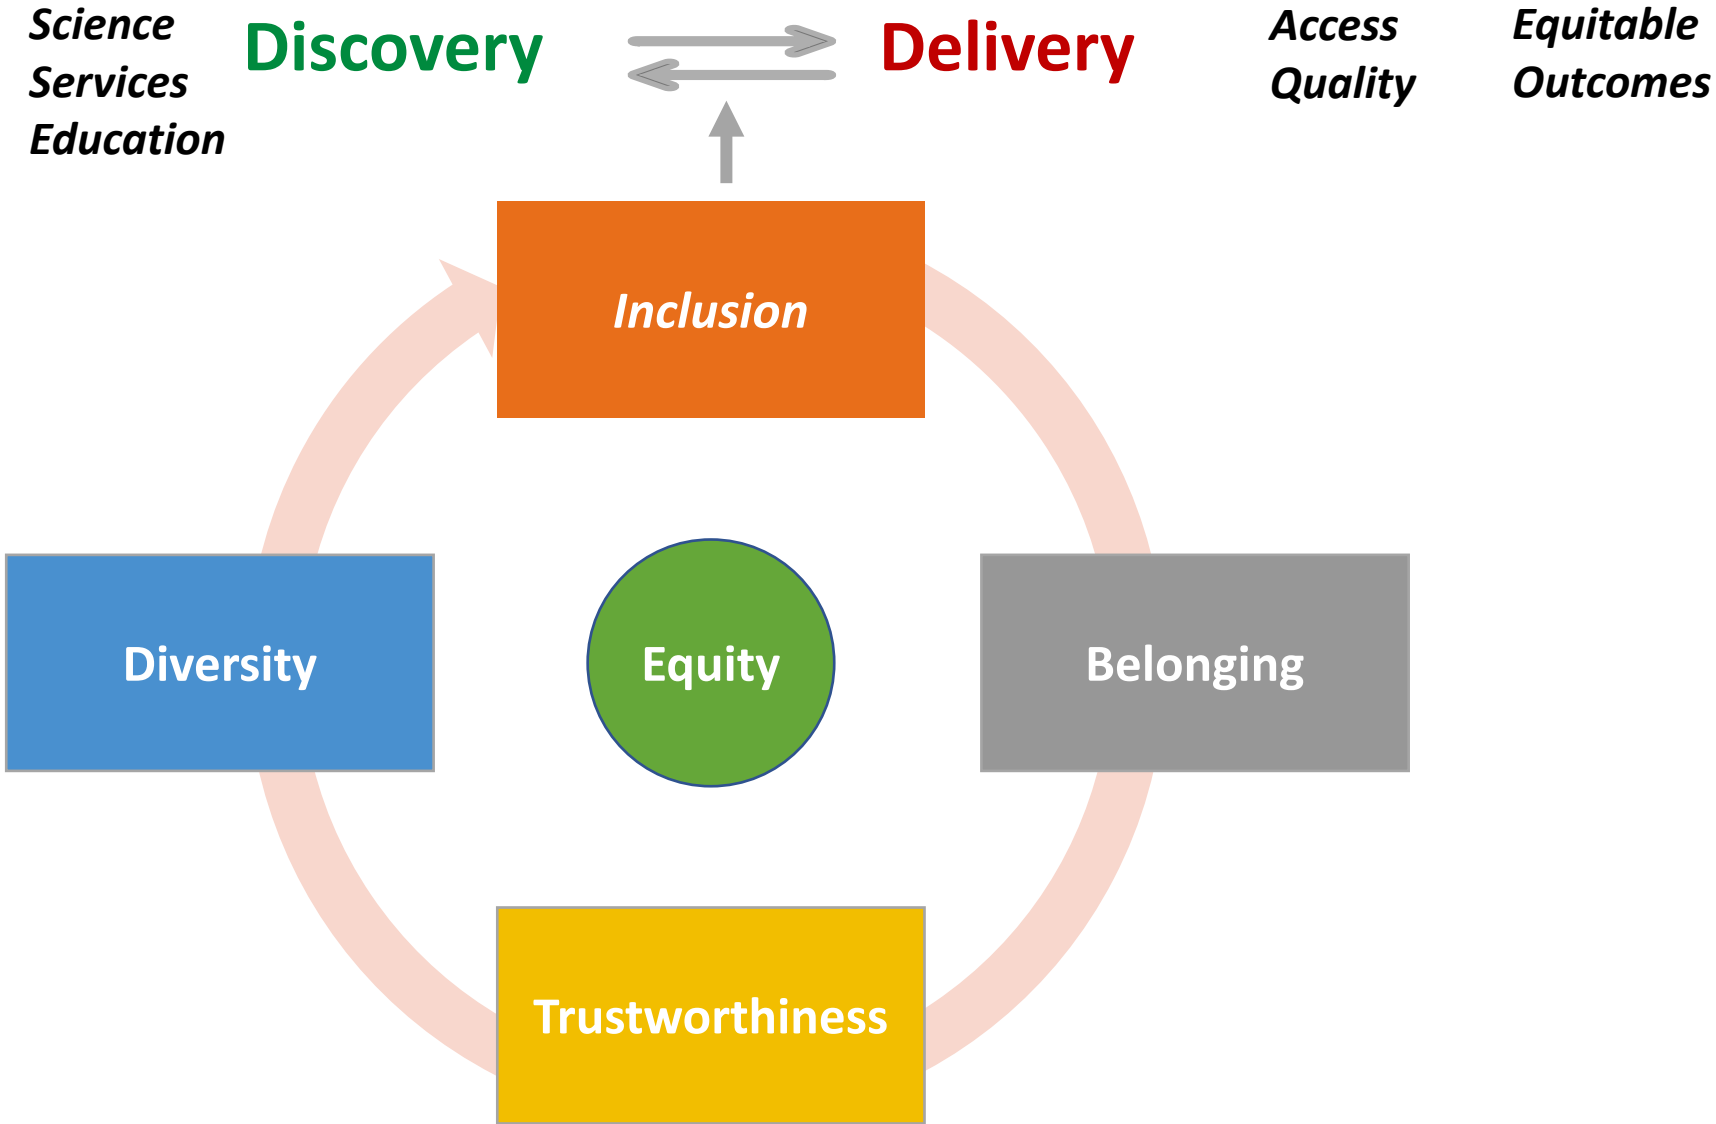 Science
Services
Education
Discovery
Delivery
Access
Quality
Equitable
Outcomes
Inclusion
Diversity
Equity
Belonging
Trustworthiness